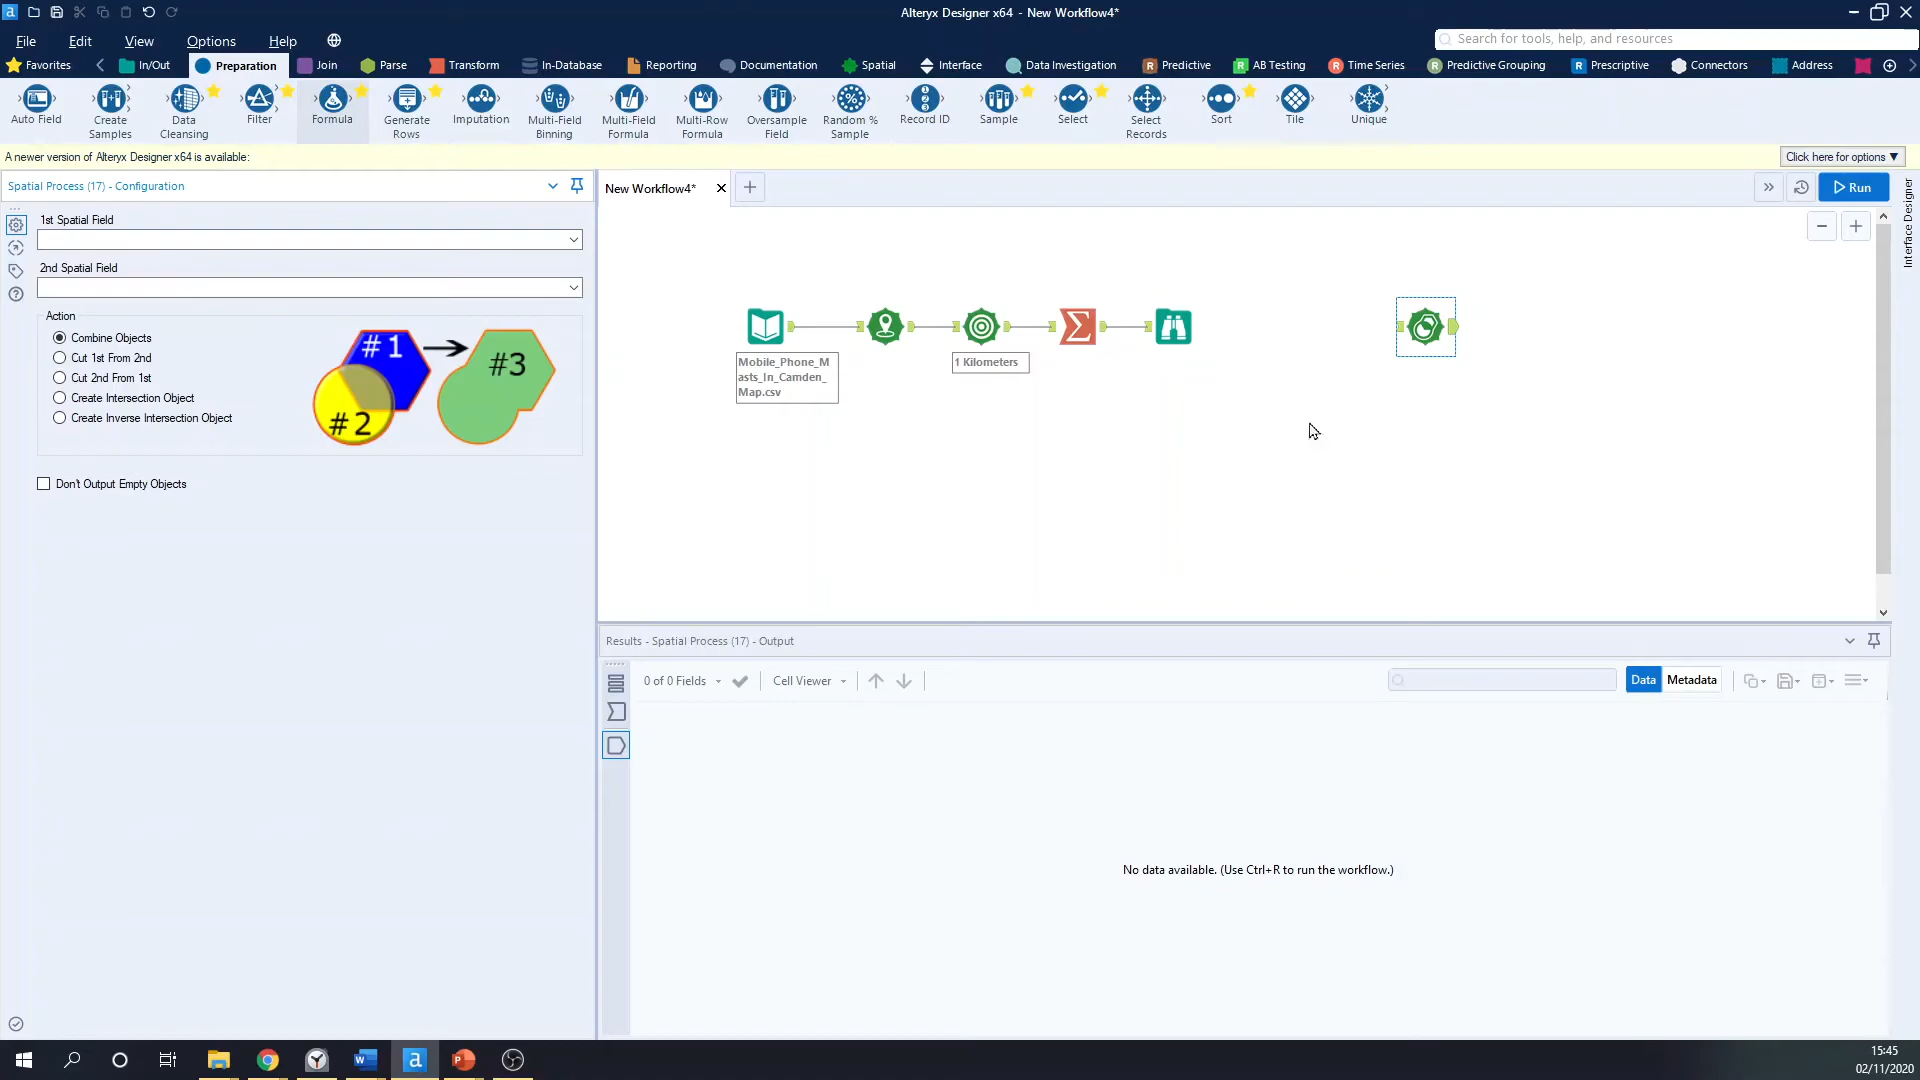 Alteryx Designer x64 - New Workflow4*
File Edit View Options Help
Search for tools, help, and resources
Favorites In/Out Preparation Join Parse Transform In-Database Reporting Documentation Spatial Interface Data Investigation Predictive AB Testing Time Series Predictive Grouping Prescriptive Connectors Address
Auto Field
Create
Samples
Data
Cleansing
Filter
Formula
Generate
Rows
Imputation
Multi-Field
Binning
Multi-Field
Formula
Multi-Row
Formula
Oversample
Field
Random %
Sample
Record ID
Sample
Select
Select
Records
Sort
Tile
Unique
A newer version of Alteryx Designer x64 is available:
Click here for options ▼
Spatial Process (17) - Configuration
New Workflow4*
Run
Interface Designer
1st Spatial Field
2nd Spatial Field
Action
Combine Objects
Cut 1st From 2nd
Cut 2nd From 1st
Create Intersection Object
Create Inverse Intersection Object
#1
#2
#3
Don't Output Empty Objects
Mobile_Phone_M
asts_In_Camden_
Map.csv
1 Kilometers
Results - Spatial Process (17) - Output
0 of 0 Fields
Cell Viewer
Data
Metadata
No data available. (Use Ctrl+R to run the workflow.)
15:45
02/11/2020